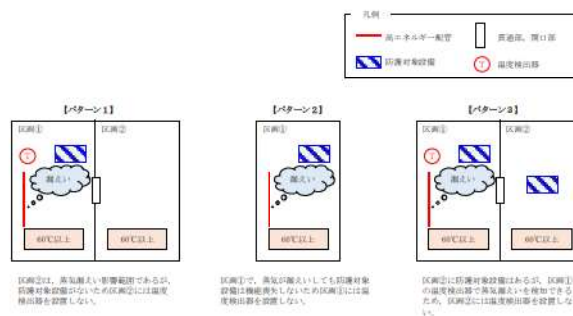 凡例
高エネルギー配管
貫通部，開口部
防護対象設備
T
温度検出器
【パターン1】
【パターン2】
【パターン3】
区画①
区画②
T
漏えい
60℃以上
60℃以上
区画①
漏えい
60℃以上
区画①
区画②
T
漏えい
60℃以上
60℃以上
区画②は，蒸気漏えい影響範囲であるが，
防護対象設備がないため区画②には温度
検出器を設置しない。
区画①で，蒸気が漏えいしても防護対象
設備は機能喪失しないため区画①には温
度検出器を設置しない。
区画②に防護対象設備はあるが，区画①
の温度検出器で蒸気漏えいを検知できる
ため，区画②には温度検出器を設置しな
い。